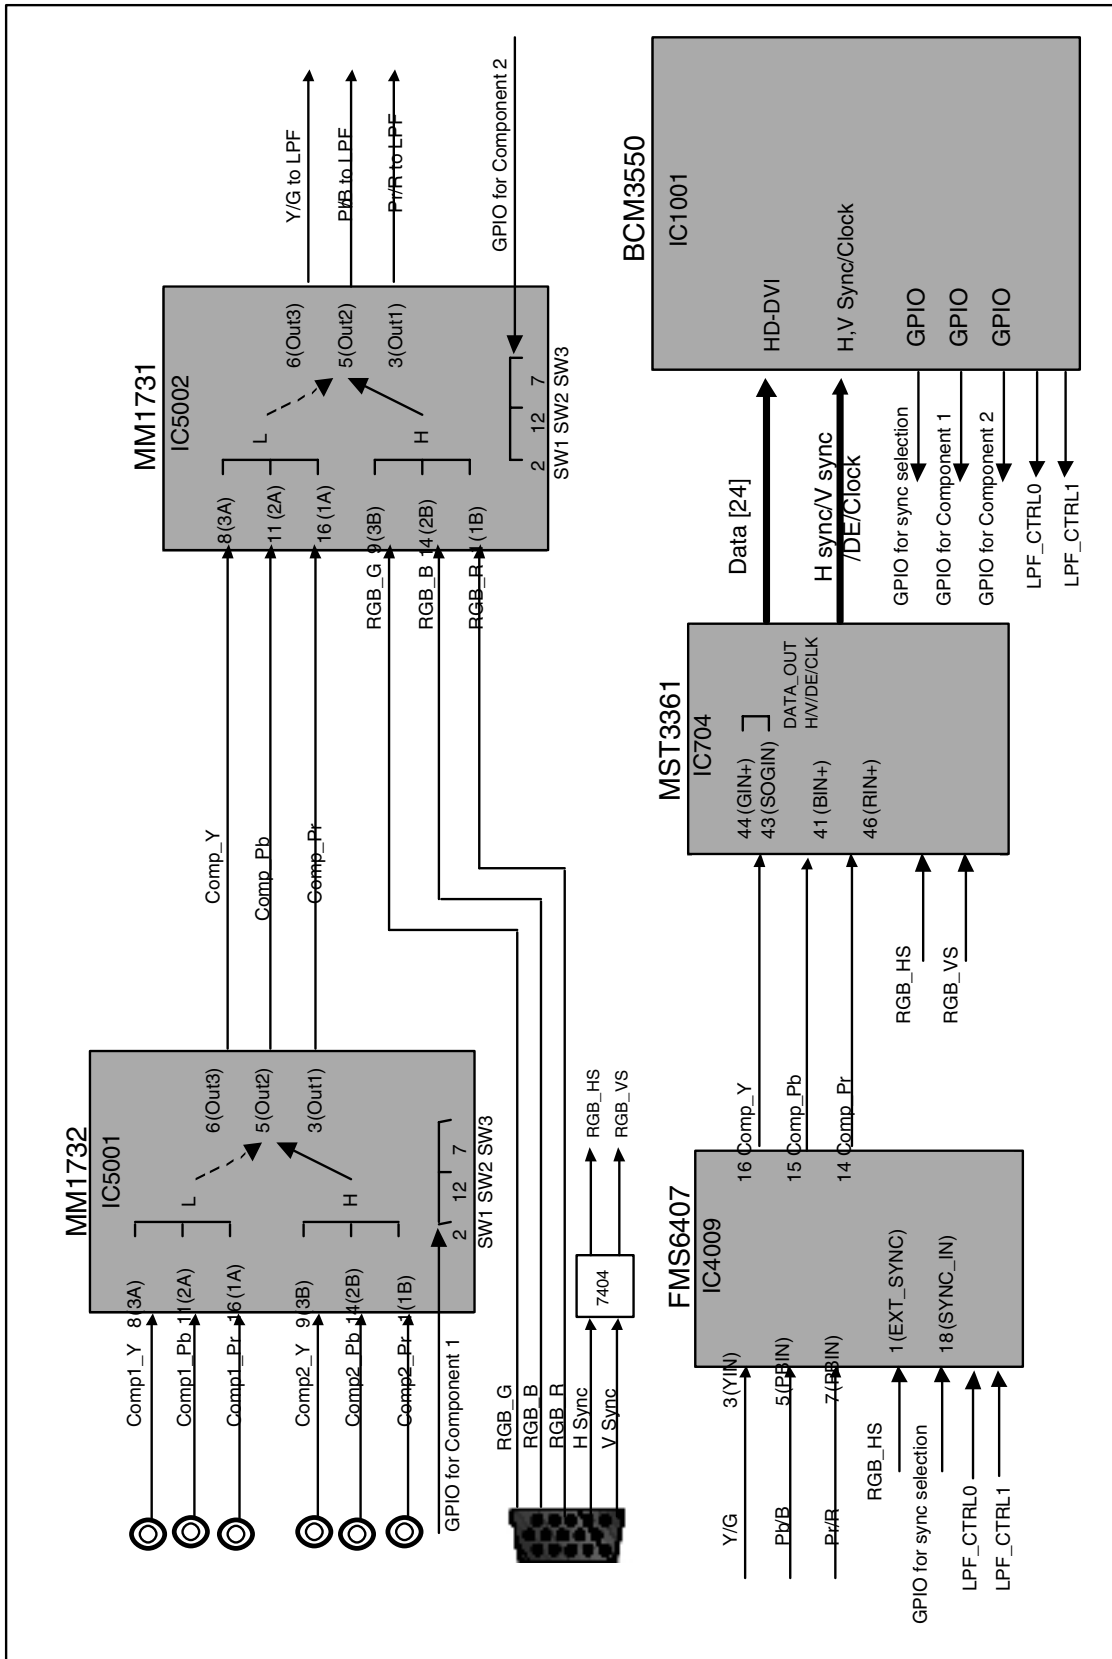 MM1732
IC5001
Comp1_Y 8(3A)
Comp1_Pb 11(2A)
Comp1_Pr 16(1A)
Comp2_Y 9(3B)
Comp2_Pb 14(2B)
Comp2_Pr 1(1B)
L
H
6(Out3)
5(Out2)
3(Out1)
2 12 7
SW1 SW2 SW3
GPIO for Component 1
Comp_Y
Comp_Pb
Comp_Pr
MM1731
IC5002
8(3A)
11(2A)
16(1A)
RGB_G 9(3B)
RGB_B 14(2B)
RGB_R 1(1B)
L
H
6(Out3)
5(Out2)
3(Out1)
2 12 7
SW1 SW2 SW3
Y/G to LPF
Pb/B to LPF
Pr/R to LPF
GPIO for Component 2
RGB_G
RGB_B
RGB_R
H Sync
V Sync
7404
RGB_HS
RGB_VS
FMS6407
IC4009
Y/G
3(YIN)
Pb/B
5(PBIN)
Pr/R
7(PBIN)
RGB_HS
1(EXT_SYNC)
GPIO for sync selection
18(SYNC_IN)
LPF_CTRL0
LPF_CTRL1
16 Comp_Y
15 Comp_Pb
14 Comp_Pr
MST3361
IC704
44(GIN+)
43(SOGIN)
41(BIN+)
46(RIN+)
DATA_OUT
H/V/DE/CLK
RGB_HS
RGB_VS
Data [24]
H sync/V sync
/DE/Clock
BCM3550
IC1001
HD-DVI
H,V Sync/Clock
GPIO
GPIO
GPIO
GPIO for sync selection
GPIO for Component 1
GPIO for Component 2
LPF_CTRL0
LPF_CTRL1